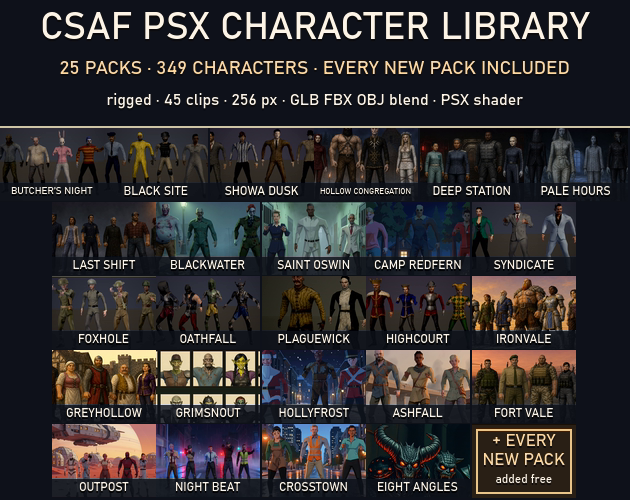 CSAF PSX CHARACTER LIBRARY
25 PACKS · 349 CHARACTERS · EVERY NEW PACK INCLUDED
rigged · 45 clips · 256 px · GLB FBX OBJ blend · PSX shader
BUTCHER'S NIGHT
BLACK SITE
SHOWA DUSK
HOLLOW CONGREGATION
DEEP STATION
PALE HOURS
LAST SHIFT
BLACKWATER
SAINT OSWIN
CAMP REDFERN
SYNDICATE
FOXHOLE
OATHFALL
PLAGUEWICK
HIGHCOURT
IRONVALE
GREYHOLLOW
GRIMSNOUT
HOLLYFROST
ASHFALL
FORT VALE
OUTPOST
NIGHT BEAT
CROSSTOWN
EIGHT ANGLES
+ EVERY
NEW PACK
added free